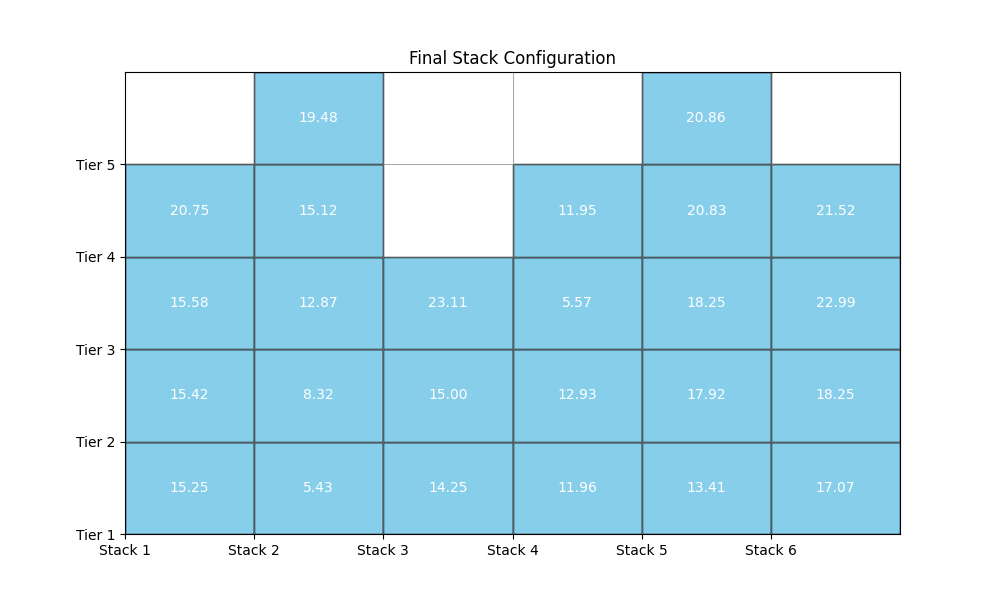 Final Stack Configuration
19.48 20.86
Tier 5
20.75 15.12 11.95 20.83 21.52
Tier 4
15.58 12.87 23.11 5.57 18.25 22.99
Tier 3
15.42 8.32 15.00 12.93 17.92 18.25
Tier 2
15.25 5.43 14.25 11.96 13.41 17.07
Tier 1
Stack 1 Stack 2 Stack 3 Stack 4 Stack 5 Stack 6